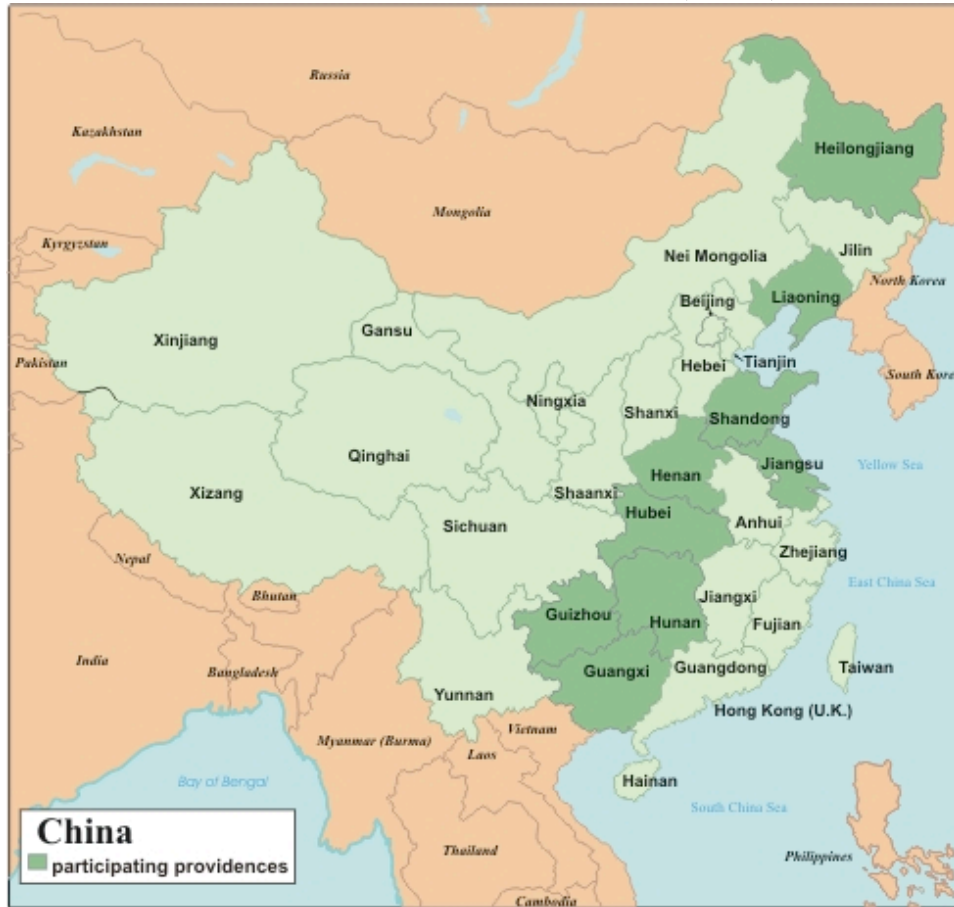 Russia
Kazakhstan
Heilongjiang
Mongolia
Kyrgyzstan
Jilin
Nei Mongolia
North Korea
Beijing
Liaoning
Gansu
Xinjiang
Pakistan
Hebei
Tianjin
South Kore
Ningxia
Shanxi
Shandong
Qinghai
Henan
Jiangsu
Yellow Sea
Xizang
Shaanxi
Hubei
Sichuan
Anhui
Zhejiang
Nepal
East China Sea
Bhutan
Jiangxi
Guizhou
Hunan
Fujian
India
Bangladesh
Guangxi
Guangdong
Taiwan
Yunnan
Hong Kong (U.K.)
Vietnam
Myanmar (Burma)
Laos
Bay of Bengal
Hainan
South China Sea
China
participating providences
Thailand
Philippines
Cambodia